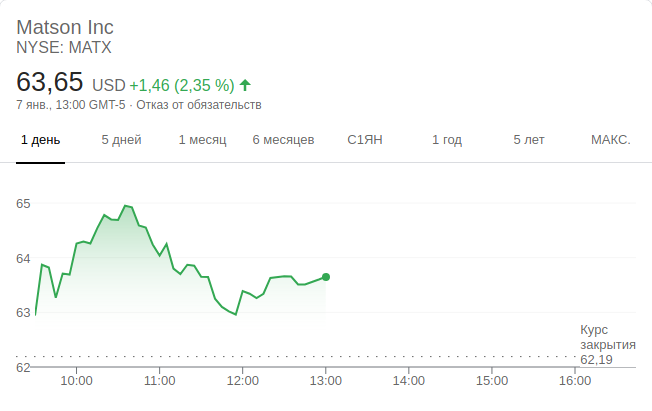 Matson Inc
NYSE: MATX
63,65 USD +1,46 (2,35 %)
7 янв., 13:00 GMT-5 · Отказ от обязательств
1 день 5 дней 1 месяц 6 месяцев С1ЯН 1 год 5 лет МАКС.
65
64
63
62
Курс
закрытия
62,19
10:00 11:00 12:00 13:00 14:00 15:00 16:00